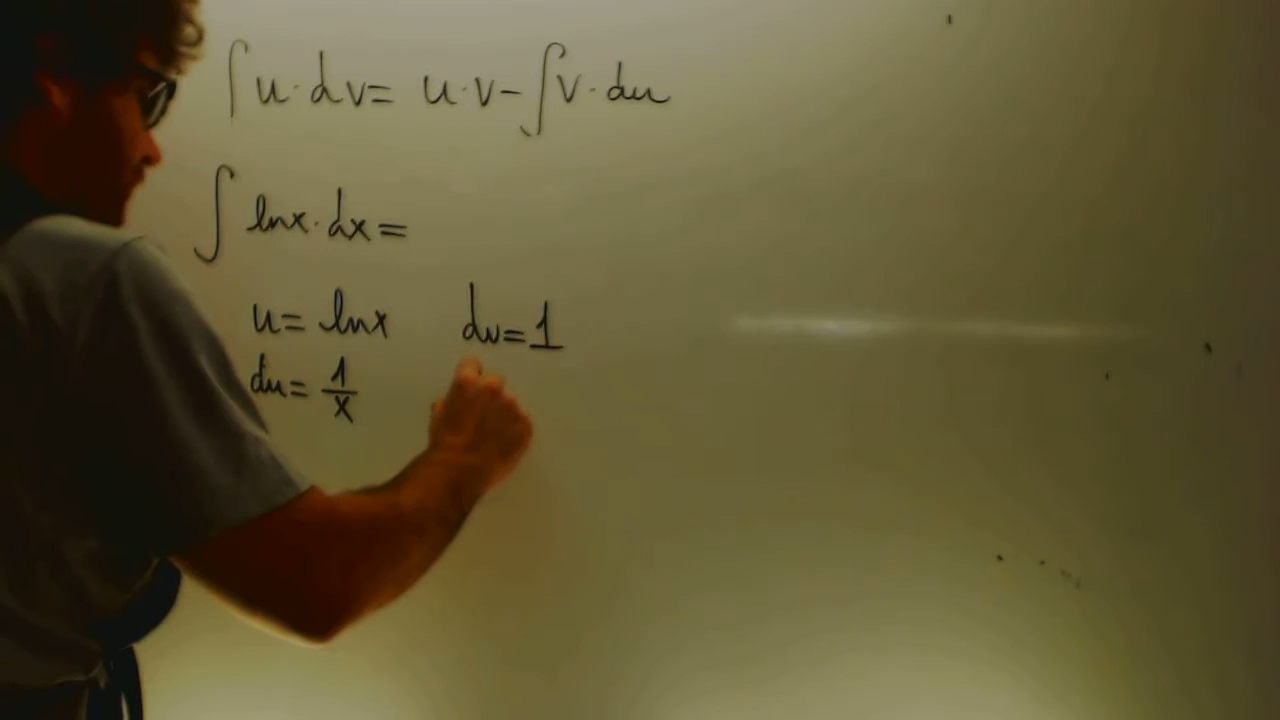 ∫ u · dv = u · v - ∫ v · du
∫ lnx · dx =
u = lnx dv = 1
du = 1/x